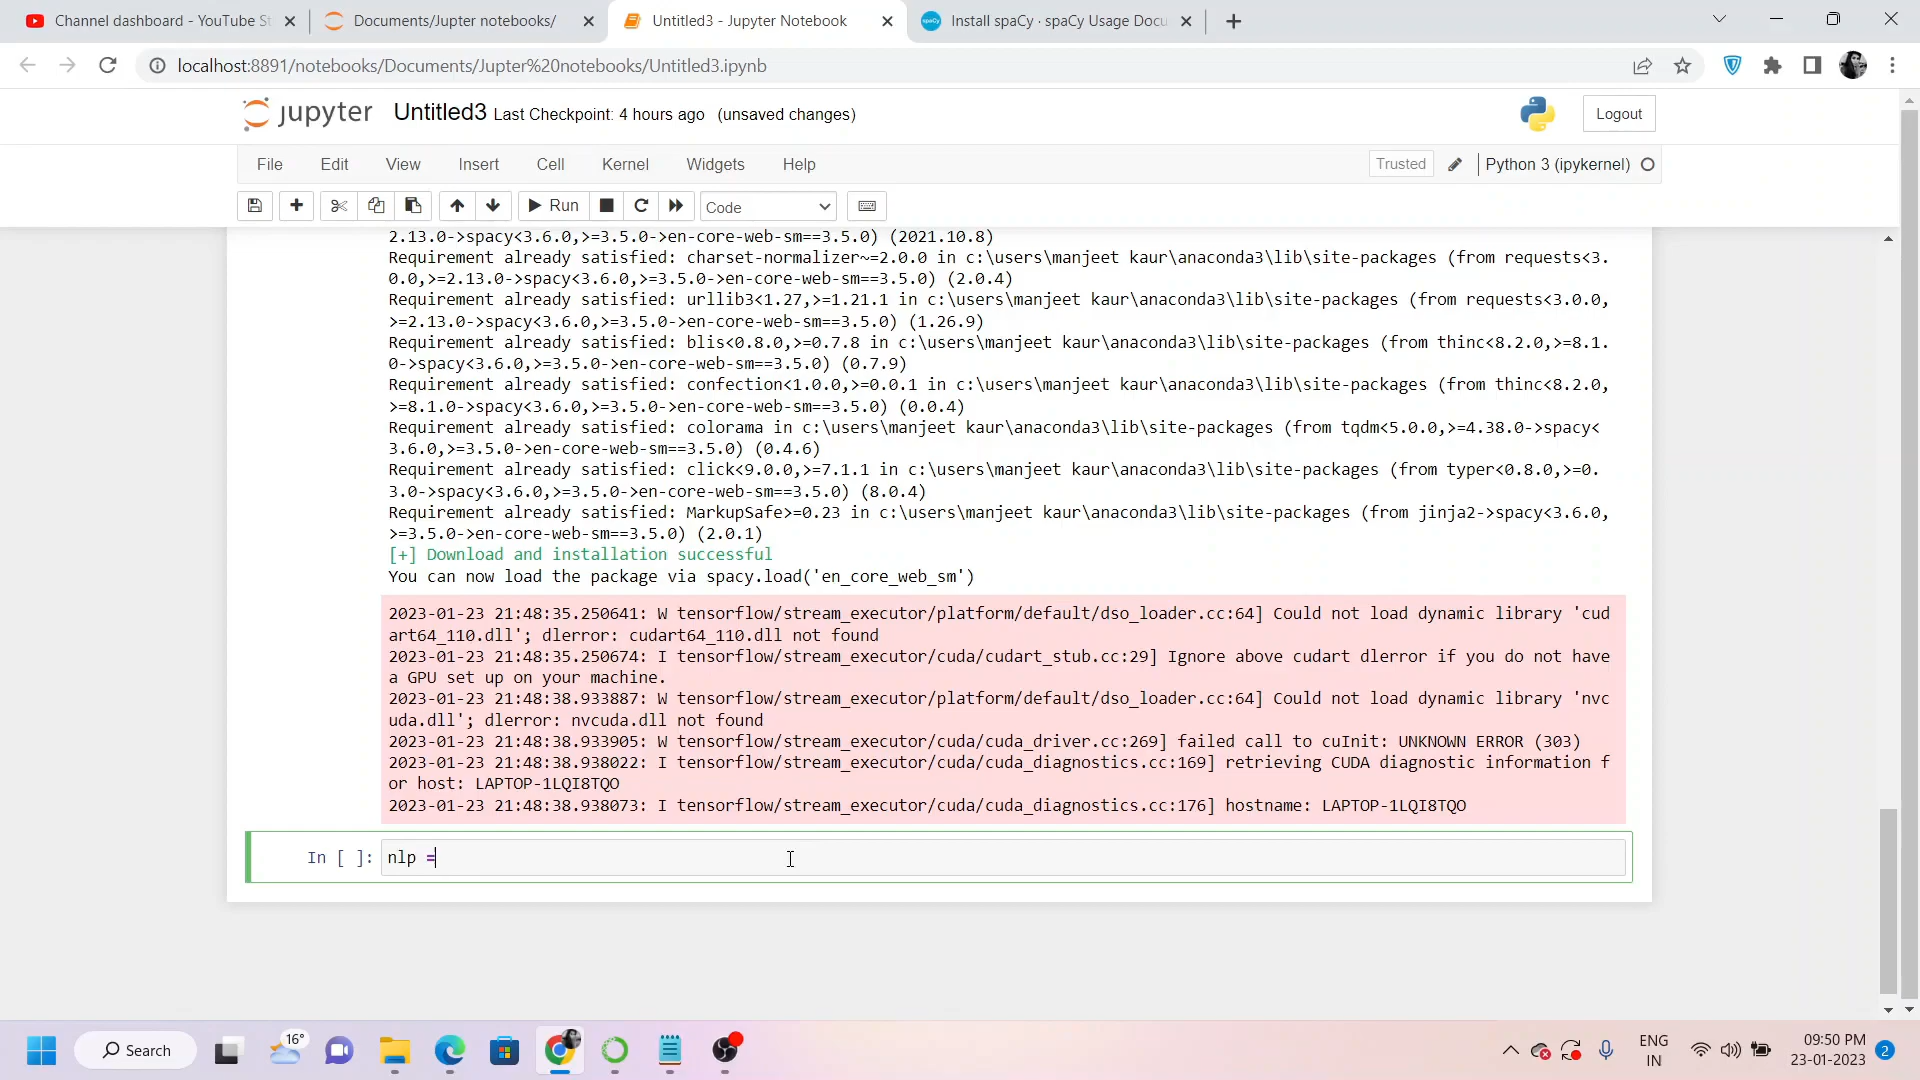 Channel dashboard - YouTube St
Documents/Jupter notebooks/
Untitled3 - Jupyter Notebook
spaCy
Install spaCy · spaCy Usage Docu
localhost:8891/notebooks/Documents/Jupter%20notebooks/Untitled3.ipynb
jupyter Untitled3 Last Checkpoint: 4 hours ago (unsaved changes)
Logout
File Edit View Insert Cell Kernel Widgets Help
Trusted Python 3 (ipykernel)
Run Code
2.13.0->spacy<3.6.0,>=3.5.0->en-core-web-sm==3.5.0) (2021.10.8)
Requirement already satisfied: charset-normalizer~=2.0.0 in c:\users\manjeet kaur\anaconda3\lib\site-packages (from requests<3.
0.0,>=2.13.0->spacy<3.6.0,>=3.5.0->en-core-web-sm==3.5.0) (2.0.4)
Requirement already satisfied: urllib3<1.27,>=1.21.1 in c:\users\manjeet kaur\anaconda3\lib\site-packages (from requests<3.0.0,
>=2.13.0->spacy<3.6.0,>=3.5.0->en-core-web-sm==3.5.0) (1.26.9)
Requirement already satisfied: blis<0.8.0,>=0.7.8 in c:\users\manjeet kaur\anaconda3\lib\site-packages (from thinc<8.2.0,>=8.1.
0->spacy<3.6.0,>=3.5.0->en-core-web-sm==3.5.0) (0.7.9)
Requirement already satisfied: confection<1.0.0,>=0.0.1 in c:\users\manjeet kaur\anaconda3\lib\site-packages (from thinc<8.2.0,
>=8.1.0->spacy<3.6.0,>=3.5.0->en-core-web-sm==3.5.0) (0.0.4)
Requirement already satisfied: colorama in c:\users\manjeet kaur\anaconda3\lib\site-packages (from tqdm<5.0.0,>=4.38.0->spacy<
3.6.0,>=3.5.0->en-core-web-sm==3.5.0) (0.4.6)
Requirement already satisfied: click<9.0.0,>=7.1.1 in c:\users\manjeet kaur\anaconda3\lib\site-packages (from typer<0.8.0,>=0.
3.0->spacy<3.6.0,>=3.5.0->en-core-web-sm==3.5.0) (8.0.4)
Requirement already satisfied: MarkupSafe>=0.23 in c:\users\manjeet kaur\anaconda3\lib\site-packages (from jinja2->spacy<3.6.0,
>=3.5.0->en-core-web-sm==3.5.0) (2.0.1)
[+] Download and installation successful
You can now load the package via spacy.load('en_core_web_sm')
2023-01-23 21:48:35.250641: W tensorflow/stream_executor/platform/default/dso_loader.cc:64] Could not load dynamic library 'cud
art64_110.dll'; dlerror: cudart64_110.dll not found
2023-01-23 21:48:35.250674: I tensorflow/stream_executor/cuda/cudart_stub.cc:29] Ignore above cudart dlerror if you do not have
a GPU set up on your machine.
2023-01-23 21:48:38.933887: W tensorflow/stream_executor/platform/default/dso_loader.cc:64] Could not load dynamic library 'nvc
uda.dll'; dlerror: nvcuda.dll not found
2023-01-23 21:48:38.933905: W tensorflow/stream_executor/cuda/cuda_driver.cc:269] failed call to cuInit: UNKNOWN ERROR (303)
2023-01-23 21:48:38.938022: I tensorflow/stream_executor/cuda/cuda_diagnostics.cc:169] retrieving CUDA diagnostic information f
or host: LAPTOP-1LQI8TQO
2023-01-23 21:48:38.938073: I tensorflow/stream_executor/cuda/cuda_diagnostics.cc:176] hostname: LAPTOP-1LQI8TQO
In [ ]: nlp =
Search
16°
ENG
IN
09:50 PM
23-01-2023
2